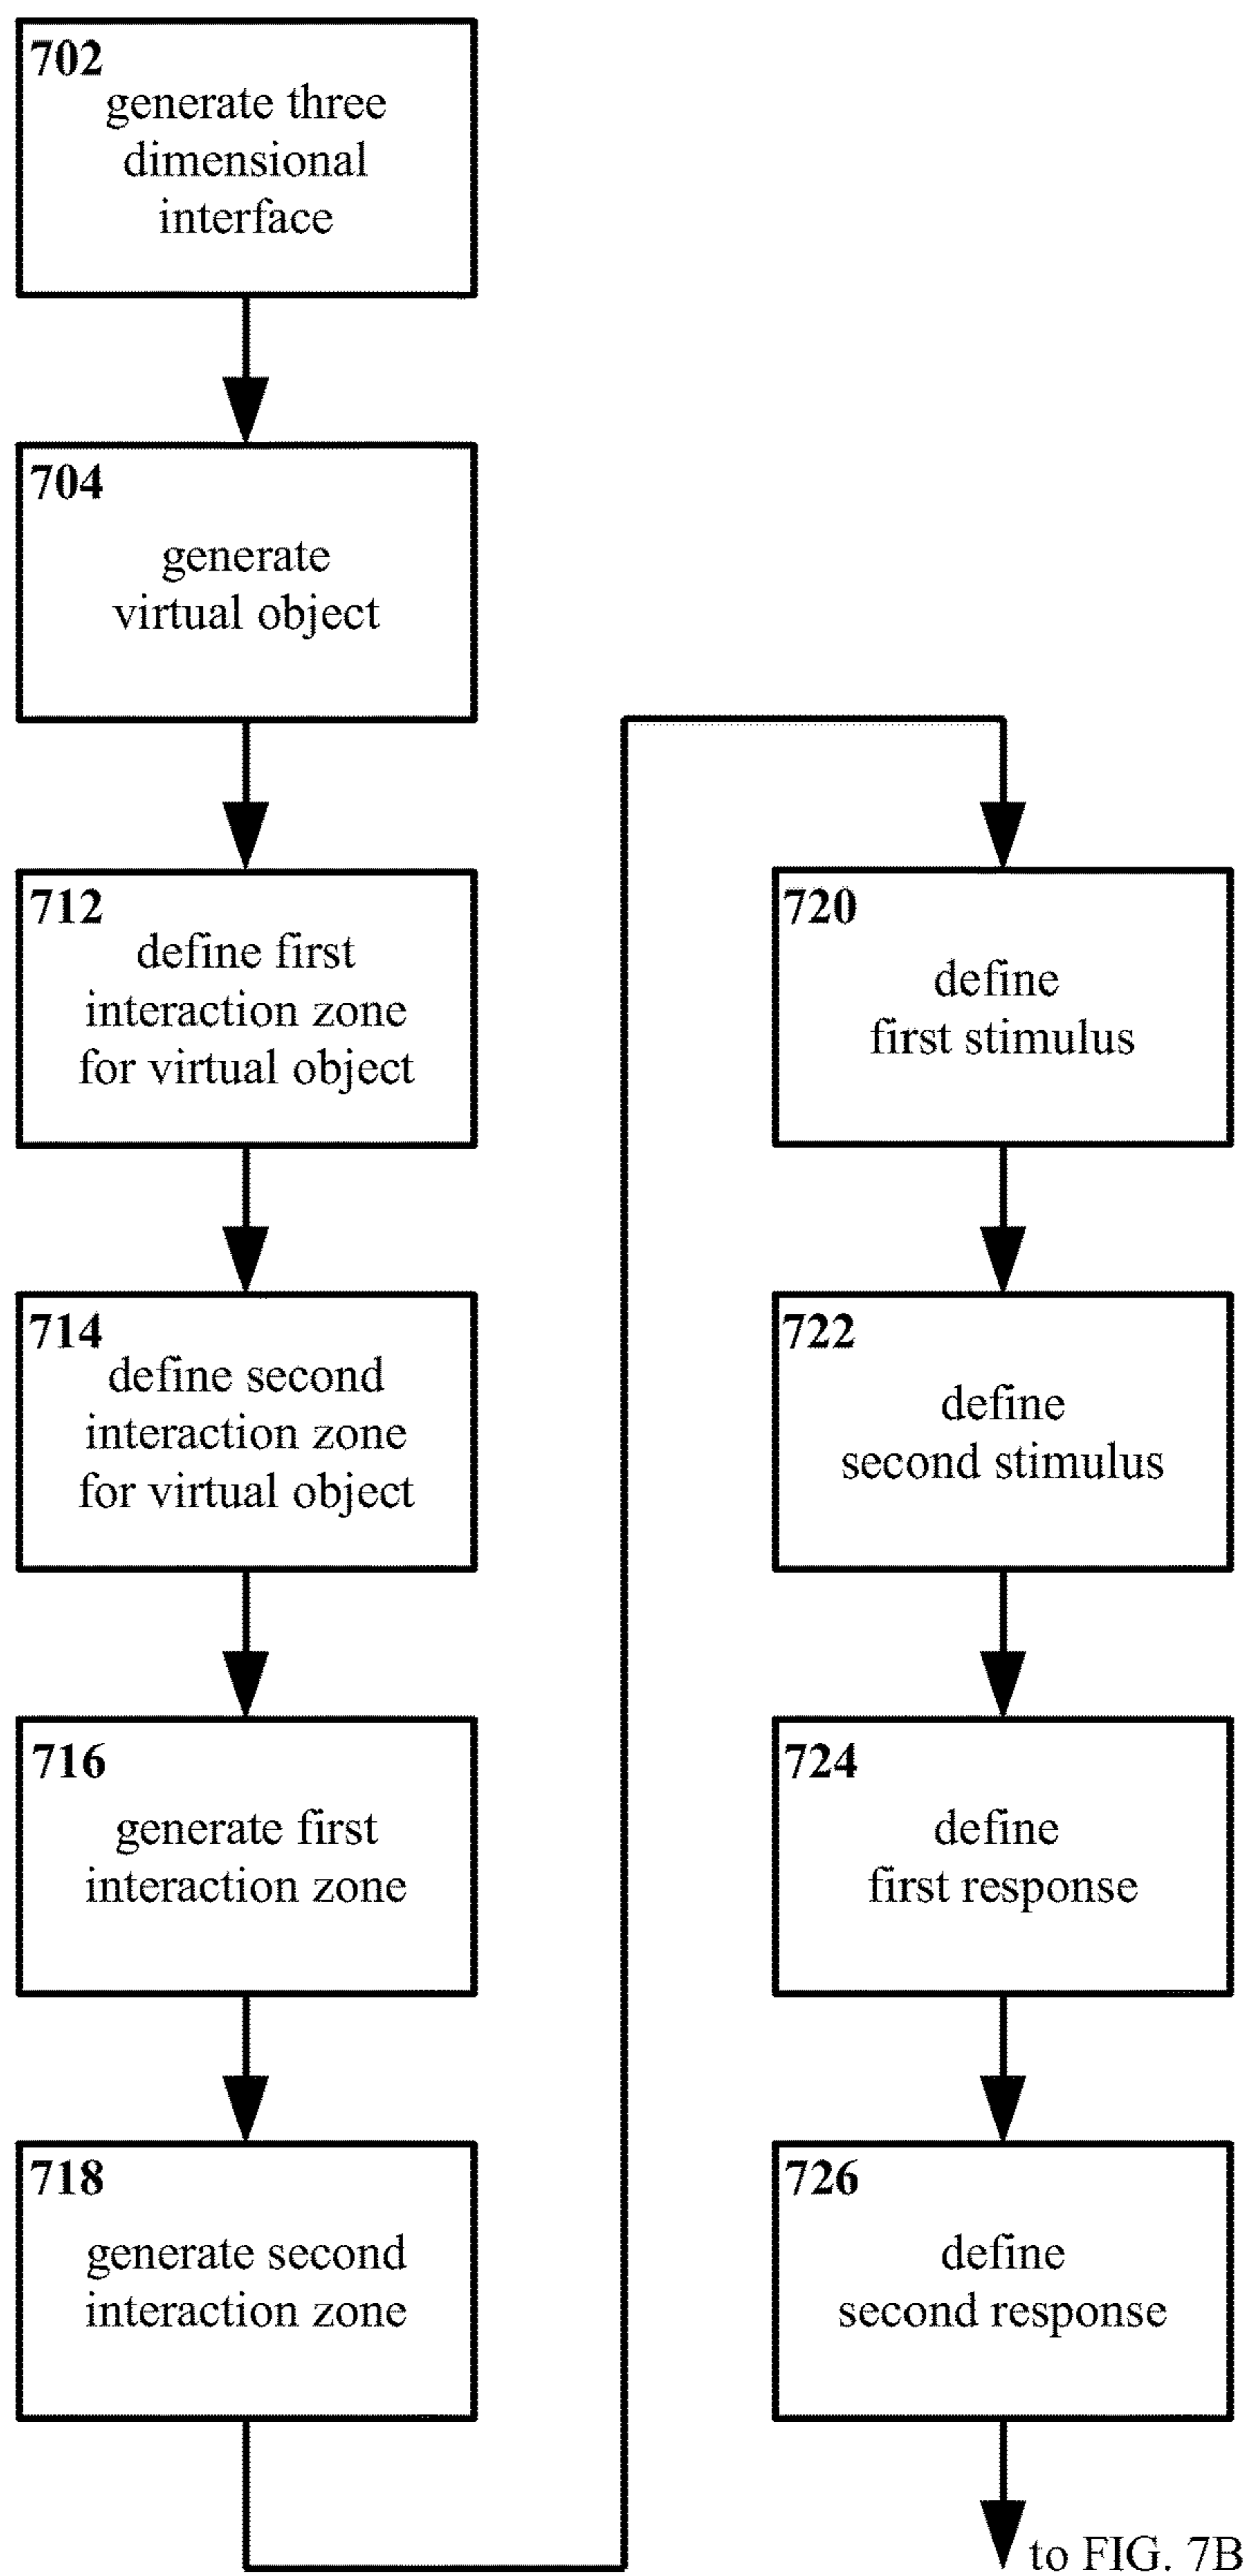 702
generate three
dimensional
interface
704
generate
virtual object
712
define first
interaction zone
for virtual object
714
define second
interaction zone
for virtual object
716
generate first
interaction zone
718
generate second
interaction zone
720
define
first stimulus
722
define
second stimulus
724
define
first response
726
define
second response
to FIG. 7B